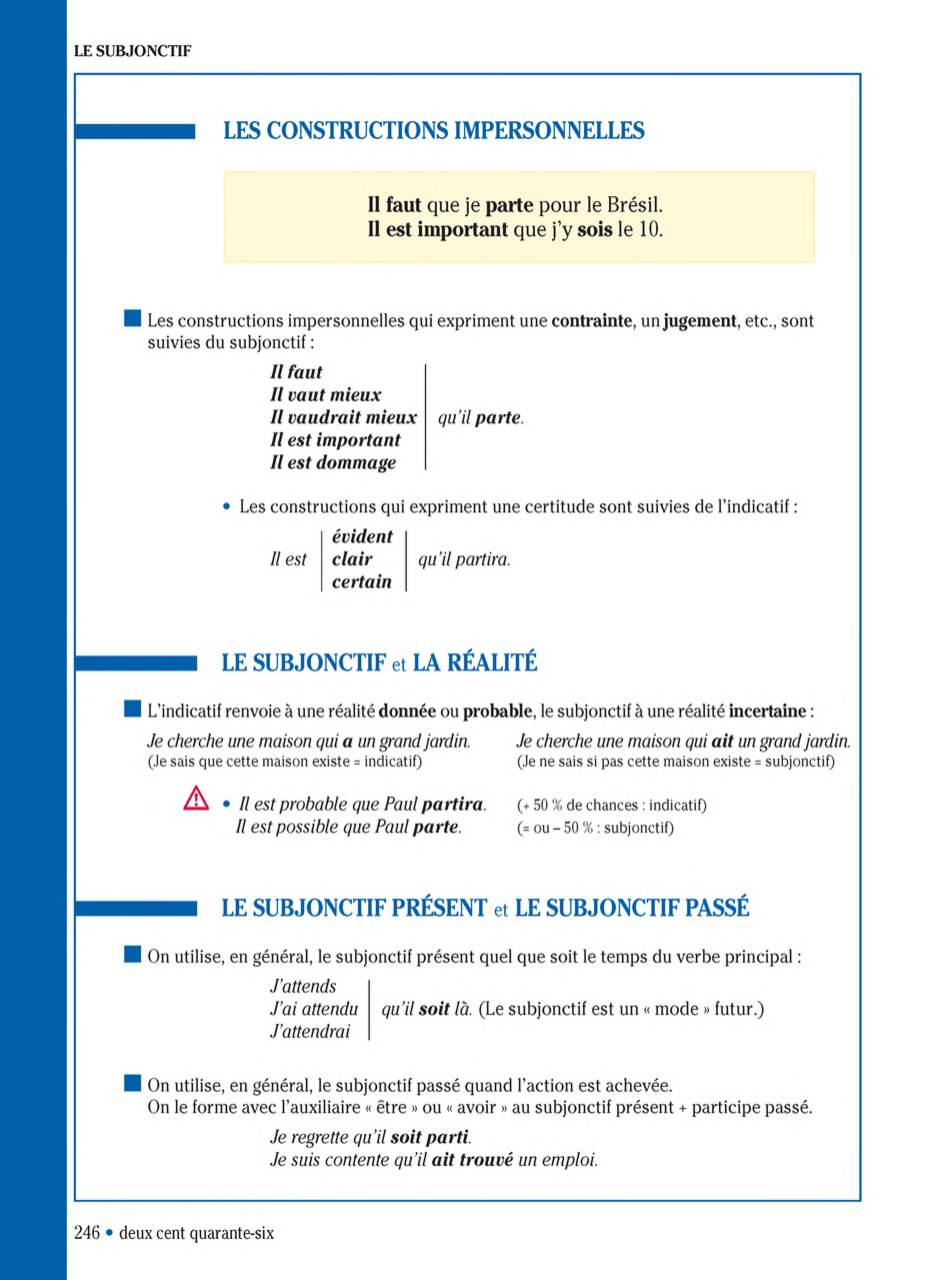 LE SUBJONCTIF
LES CONSTRUCTIONS IMPERSONNELLES
Il faut que je parte pour le Brésil.
Il est important que j'y sois le 10.
Les constructions impersonnelles qui expriment une contrainte, un jugement, etc., sont
suivies du subjonctif :
Il faut
Il vaut mieux
Il vaudrait mieux qu'il parte.
Il est important
Il est dommage
• Les constructions qui expriment une certitude sont suivies de l'indicatif :
évident
Il est clair qu'il partira.
certain
LE SUBJONCTIF et LA RÉALITÉ
L'indicatif renvoie à une réalité donnée ou probable, le subjonctif à une réalité incertaine :
Je cherche une maison qui a un grand jardin. Je cherche une maison qui ait un grand jardin.
(Je sais que cette maison existe = indicatif) (Je ne sais si pas cette maison existe = subjonctif)
• Il est probable que Paul partira. (+ 50 % de chances : indicatif)
Il est possible que Paul parte. (= ou – 50 % : subjonctif)
LE SUBJONCTIF PRÉSENT et LE SUBJONCTIF PASSÉ
On utilise, en général, le subjonctif présent quel que soit le temps du verbe principal :
J'attends
J'ai attendu qu'il soit là. (Le subjonctif est un « mode » futur.)
J'attendrai
On utilise, en général, le subjonctif passé quand l'action est achevée.
On le forme avec l'auxiliaire « être » ou « avoir » au subjonctif présent + participe passé.
Je regrette qu'il soit parti.
Je suis contente qu'il ait trouvé un emploi.
246 • deux cent quarante-six